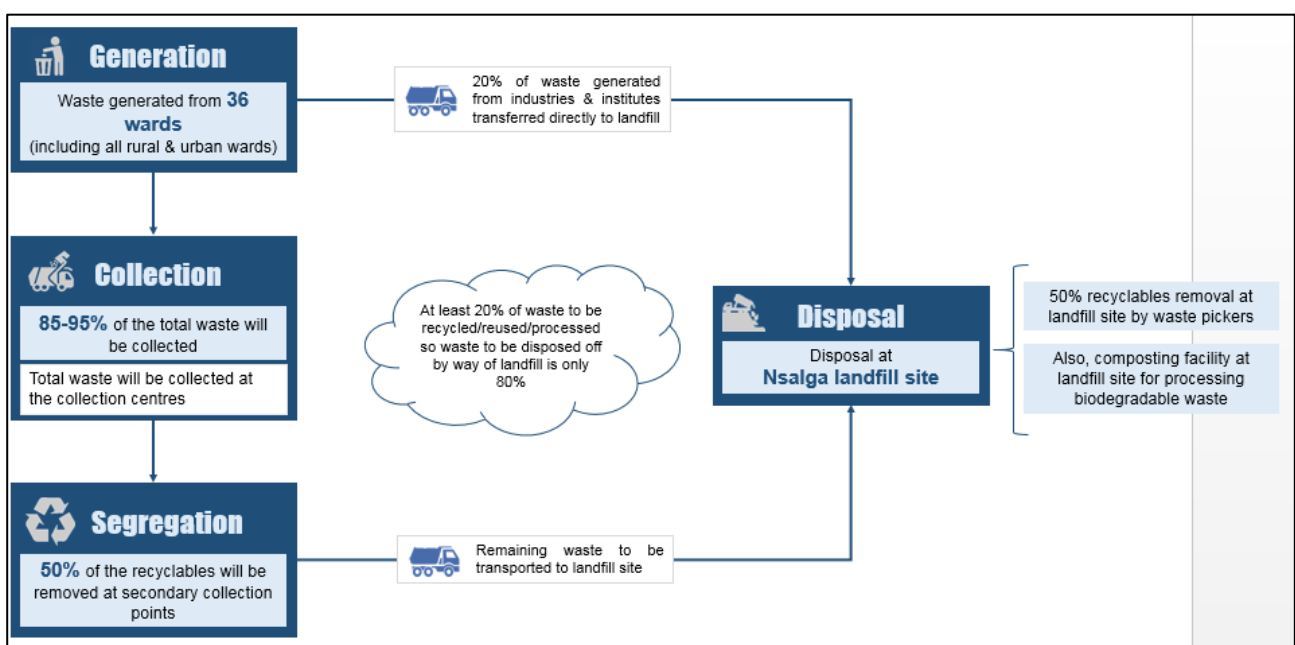 Generation
Waste generated from 36
wards
(including all rural & urban wards)
20% of waste generated
from industries & institutes
transferred directly to landfill
Collection
85-95% of the total waste will
be collected
Total waste will be collected at
the collection centres
At least 20% of waste to be
recycled/reused/processed
so waste to be disposed off
by way of landfill is only
80%
Disposal
Disposal at
Nsalga landfill site
50% recyclables removal at
landfill site by waste pickers
Also, composting facility at
landfill site for processing
biodegradable waste
Segregation
50% of the recyclables will be
removed at secondary collection
points
Remaining waste to be
transported to landfill site